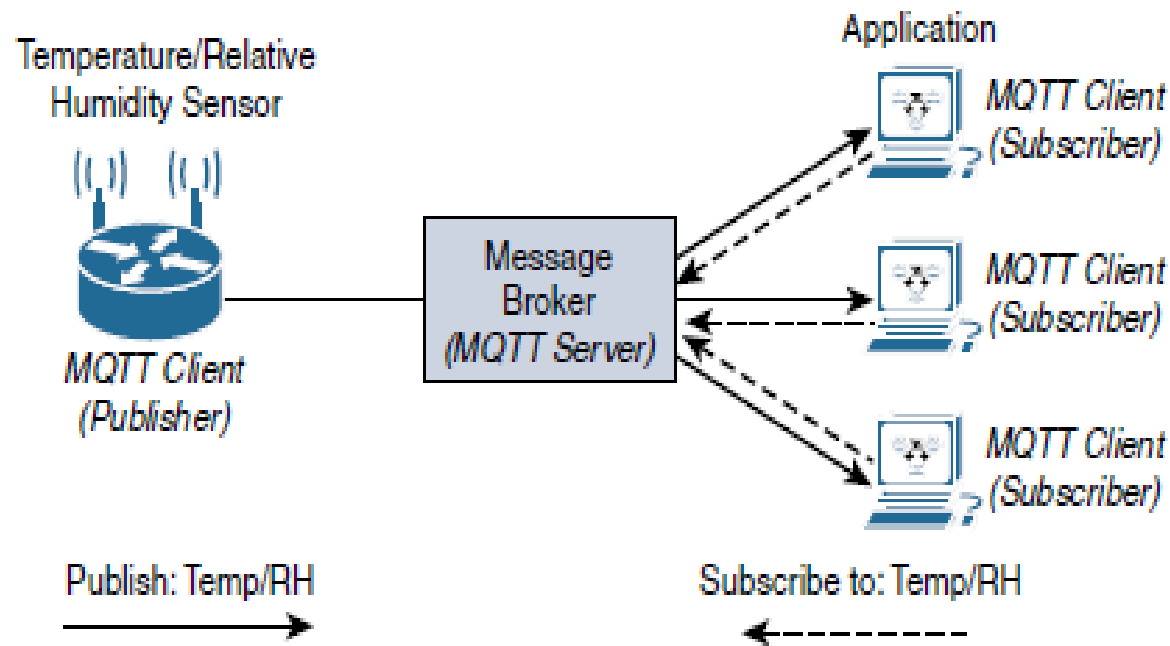 Temperature/Relative
Humidity Sensor
MQTT Client
(Publisher)
Message
Broker
(MQTT Server)
Application
MQTT Client
(Subscriber)
MQTT Client
(Subscriber)
MQTT Client
(Subscriber)
Publish: Temp/RH
Subscribe to: Temp/RH